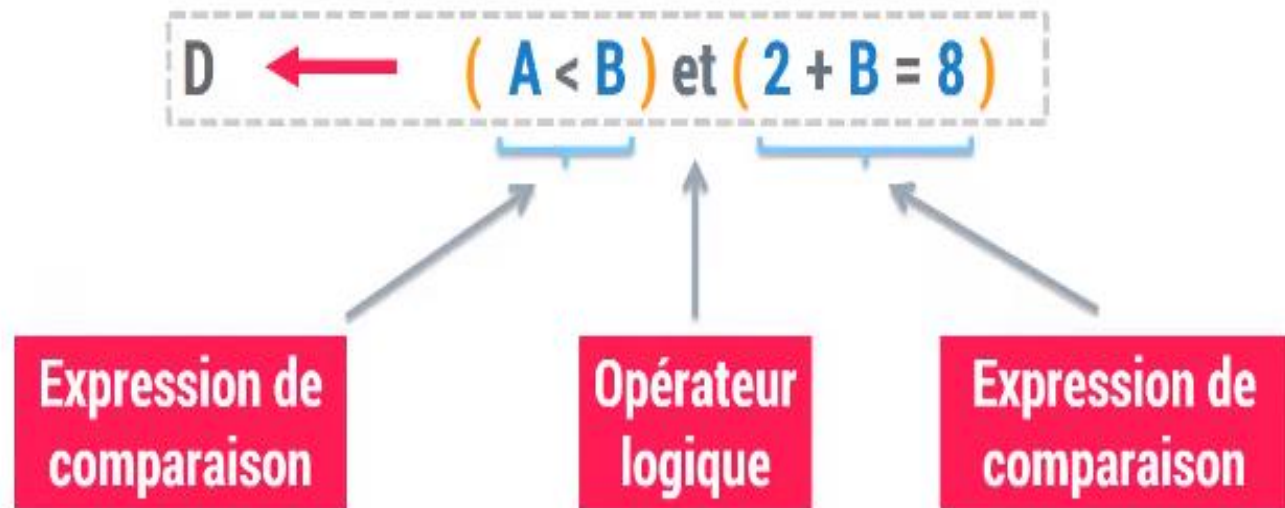 D ← ( A < B ) et ( 2 + B = 8 )
Expression de
comparaison
Opérateur
logique
Expression de
comparaison